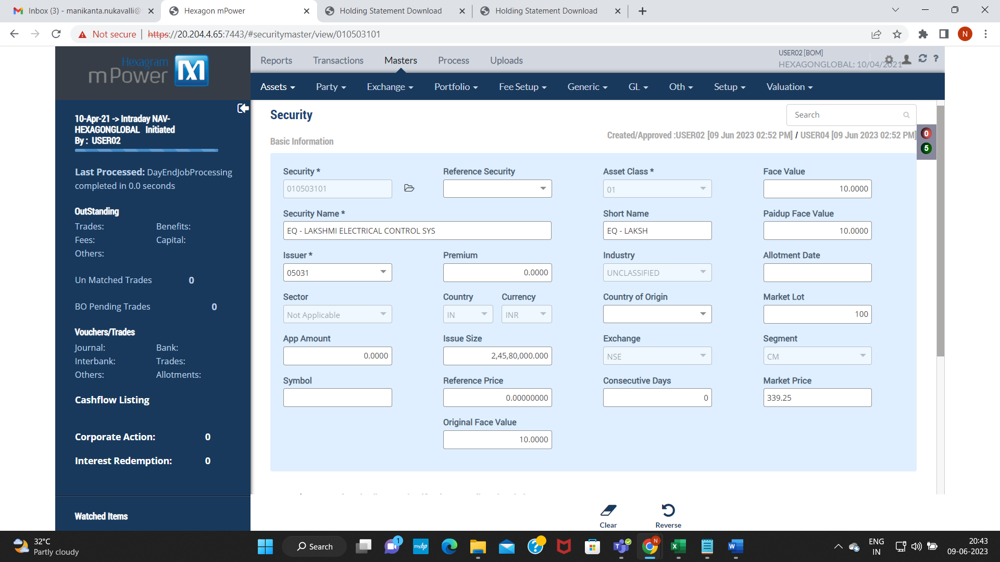 Inbox (3) - manikanta.nukavalli@
Hexagon mPower
Holding Statement Download
Holding Statement Download
Not secure
https://20.204.4.65:7443/#securitymaster/view/010503101
N
Hexagram
mPower
Reports Transactions Masters Process Uploads
USER02 [BOM]
HEXAGONGLOBAL: 10/04/2021
?
Assets Party Exchange Portfolio Fee Setup Generic GL Oth Setup Valuation
10-Apr-21 -> Intraday NAV-
HEXAGONGLOBAL Initiated
By : USER02
Last Processed: DayEndJobProcessing
completed in 0.0 seconds
OutStanding
Trades: Benefits:
Fees: Capital:
Others:
Un Matched Trades 0
BO Pending Trades 0
Vouchers/Trades
Journal: Bank:
Interbank: Trades:
Others: Allotments:
Cashflow Listing
Corporate Action: 0
Interest Redemption: 0
Watched Items
Security
Search
Basic Information
Created/Approved :USER02 [09 Jun 2023 02:52 PM] / USER04 [09 Jun 2023 02:52 PM]
0
5
Security * Reference Security Asset Class * Face Value
010503101 01 10.0000
Security Name * Short Name Paidup Face Value
EQ - LAKSHMI ELECTRICAL CONTROL SYS EQ - LAKSH 10.0000
Issuer * Premium Industry Allotment Date
05031 0.0000 UNCLASSIFIED
Sector Country Currency Country of Origin Market Lot
Not Applicable IN INR 100
App Amount Issue Size Exchange Segment
0.0000 2,45,80,000.000 NSE CM
Symbol Reference Price Consecutive Days Market Price
0.00000000 0 339.25
Original Face Value
10.0000
Clear Reverse
32°C
Partly cloudy
Search
1
myhp
N
ENG
IN
20:43
09-06-2023